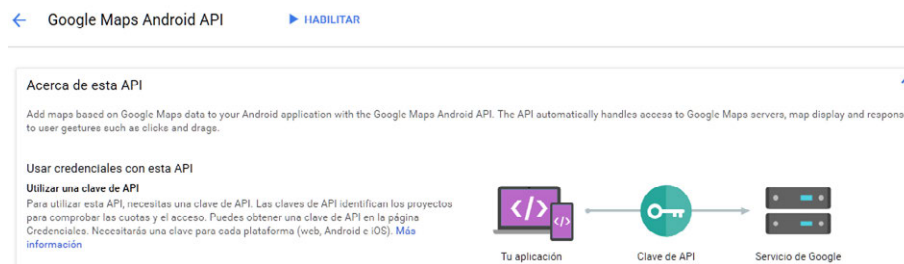 Google Maps Android API
HABILITAR
Acerca de esta API
Add maps based on Google Maps data to your Android application with the Google Maps Android API. The API automatically handles access to Google Maps servers, map display and respons
to user gestures such as clicks and drags.
Usar credenciales con esta API
Utilizar una clave de API
Para utilizar esta API, necesitas una clave de API. Las claves de API identifican los proyectos
para comprobar las cuotas y el acceso. Puedes obtener una clave de API en la página
Credenciales. Necesitarás una clave para cada plataforma (web, Android e iOS). Más
información
</> </>
Tu aplicación
Clave de API
Servicio de Google